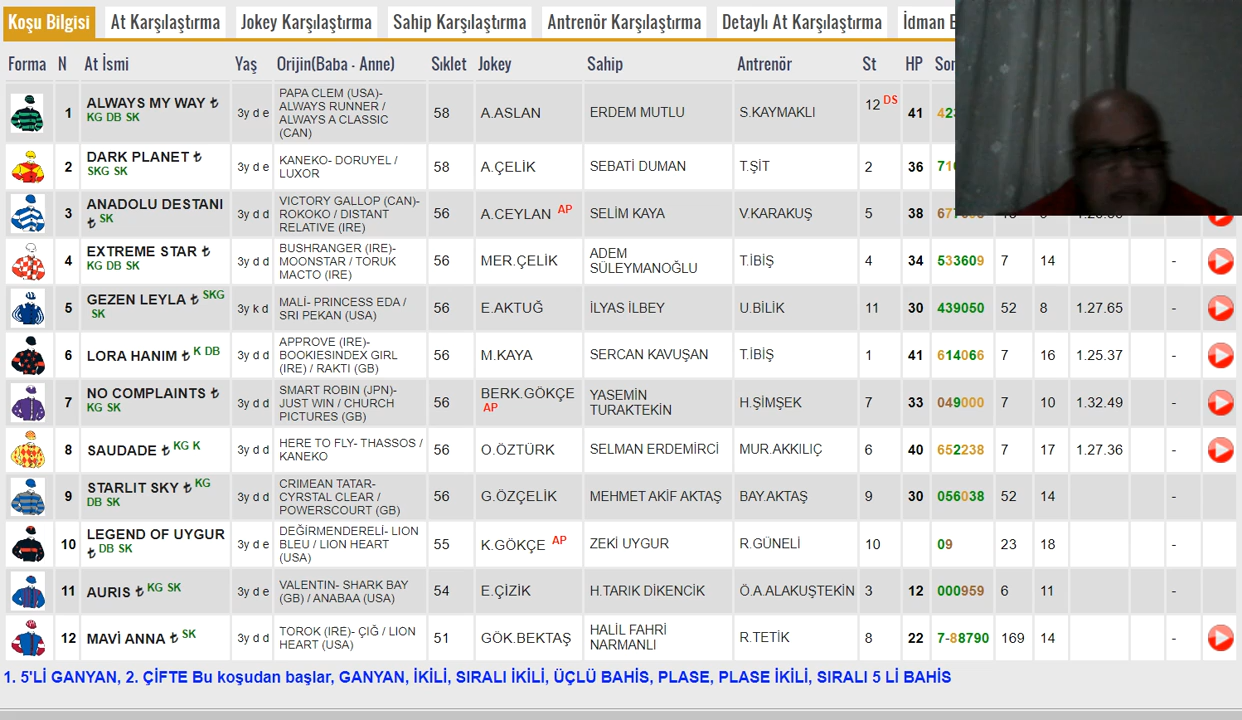 Koşu Bilgisi At Karşılaştırma Jokey Karşılaştırma Sahip Karşılaştırma Antrenör Karşılaştırma Detaylı At Karşılaştırma İdman
Forma N At İsmi Yaş Orijin(Baba - Anne) Sıklet Jokey Sahip Antrenör St HP
1 ALWAYS MY WAY ₺ KG DB SK 3y d e PAPA CLEM (USA)- ALWAYS RUNNER / ALWAYS A CLASSIC (CAN) 58 A.ASLAN ERDEM MUTLU S.KAYMAKLI 12 DS 41
2 DARK PLANET ₺ SKG SK 3y d e KANEKO- DORUYEL / LUXOR 58 A.ÇELİK SEBATİ DUMAN T.ŞİT 2 36
3 ANADOLU DESTANI ₺ SK 3y d d VICTORY GALLOP (CAN)- ROKOKO / DISTANT RELATIVE (IRE) 56 A.CEYLAN AP SELİM KAYA V.KARAKUŞ 5 38
4 EXTREME STAR ₺ KG DB SK 3y d d BUSHRANGER (IRE)- MOONSTAR / TORUK MACTO (IRE) 56 MER.ÇELİK ADEM SÜLEYMANOĞLU T.İBİŞ 4 34 533609 7 14 -
5 GEZEN LEYLA ₺ SKG SK 3y k d MALİ- PRINCESS EDA / SRI PEKAN (USA) 56 E.AKTUĞ İLYAS İLBEY U.BİLİK 11 30 439050 52 8 1.27.65 -
6 LORA HANIM ₺ K DB 3y d d APPROVE (IRE)- BOOKIESINDEX GIRL (IRE) / RAKTI (GB) 56 M.KAYA SERCAN KAVUŞAN T.İBİŞ 1 41 614066 7 16 1.25.37 -
7 NO COMPLAINTS ₺ KG SK 3y d d SMART ROBIN (JPN)- JUST WIN / CHURCH PICTURES (GB) 56 BERK.GÖKÇE AP YASEMİN TURAKTEKİN H.ŞİMŞEK 7 33 049000 7 10 1.32.49 -
8 SAUDADE ₺ KG K 3y d d HERE TO FLY- THASSOS / KANEKO 56 O.ÖZTÜRK SELMAN ERDEMİRCİ MUR.AKKILIÇ 6 40 652238 7 17 1.27.36 -
9 STARLIT SKY ₺ KG DB SK 3y d d CRIMEAN TATAR- CYRSTAL CLEAR / POWERSCOURT (GB) 56 G.ÖZÇELİK MEHMET AKİF AKTAŞ BAY.AKTAŞ 9 30 056038 52 14 -
10 LEGEND OF UYGUR ₺ DB SK 3y d e DEĞİRMENDERELİ- LION BLEU / LION HEART (USA) 55 K.GÖKÇE AP ZEKİ UYGUR R.GÜNELİ 10 23 09 23 18 -
11 AURIS ₺ KG SK 3y d e VALENTIN- SHARK BAY (GB) / ANABAA (USA) 54 E.ÇİZİK H.TARIK DİKENCİK Ö.A.ALAKUŞTEKİN 3 12 000959 6 11 -
12 MAVİ ANNA ₺ SK 3y d d TOROK (IRE)- ÇIĞ / LION HEART (USA) 51 GÖK.BEKTAŞ HALİL FAHRİ NARMANLI R.TETİK 8 22 7-88790 169 14 -
1. 5'Lİ GANYAN, 2. ÇİFTE Bu koşudan başlar, GANYAN, İKİLİ, SIRALI İKİLİ, ÜÇLÜ BAHİS, PLASE, PLASE İKİLİ, SIRALI 5 Lİ BAHİS